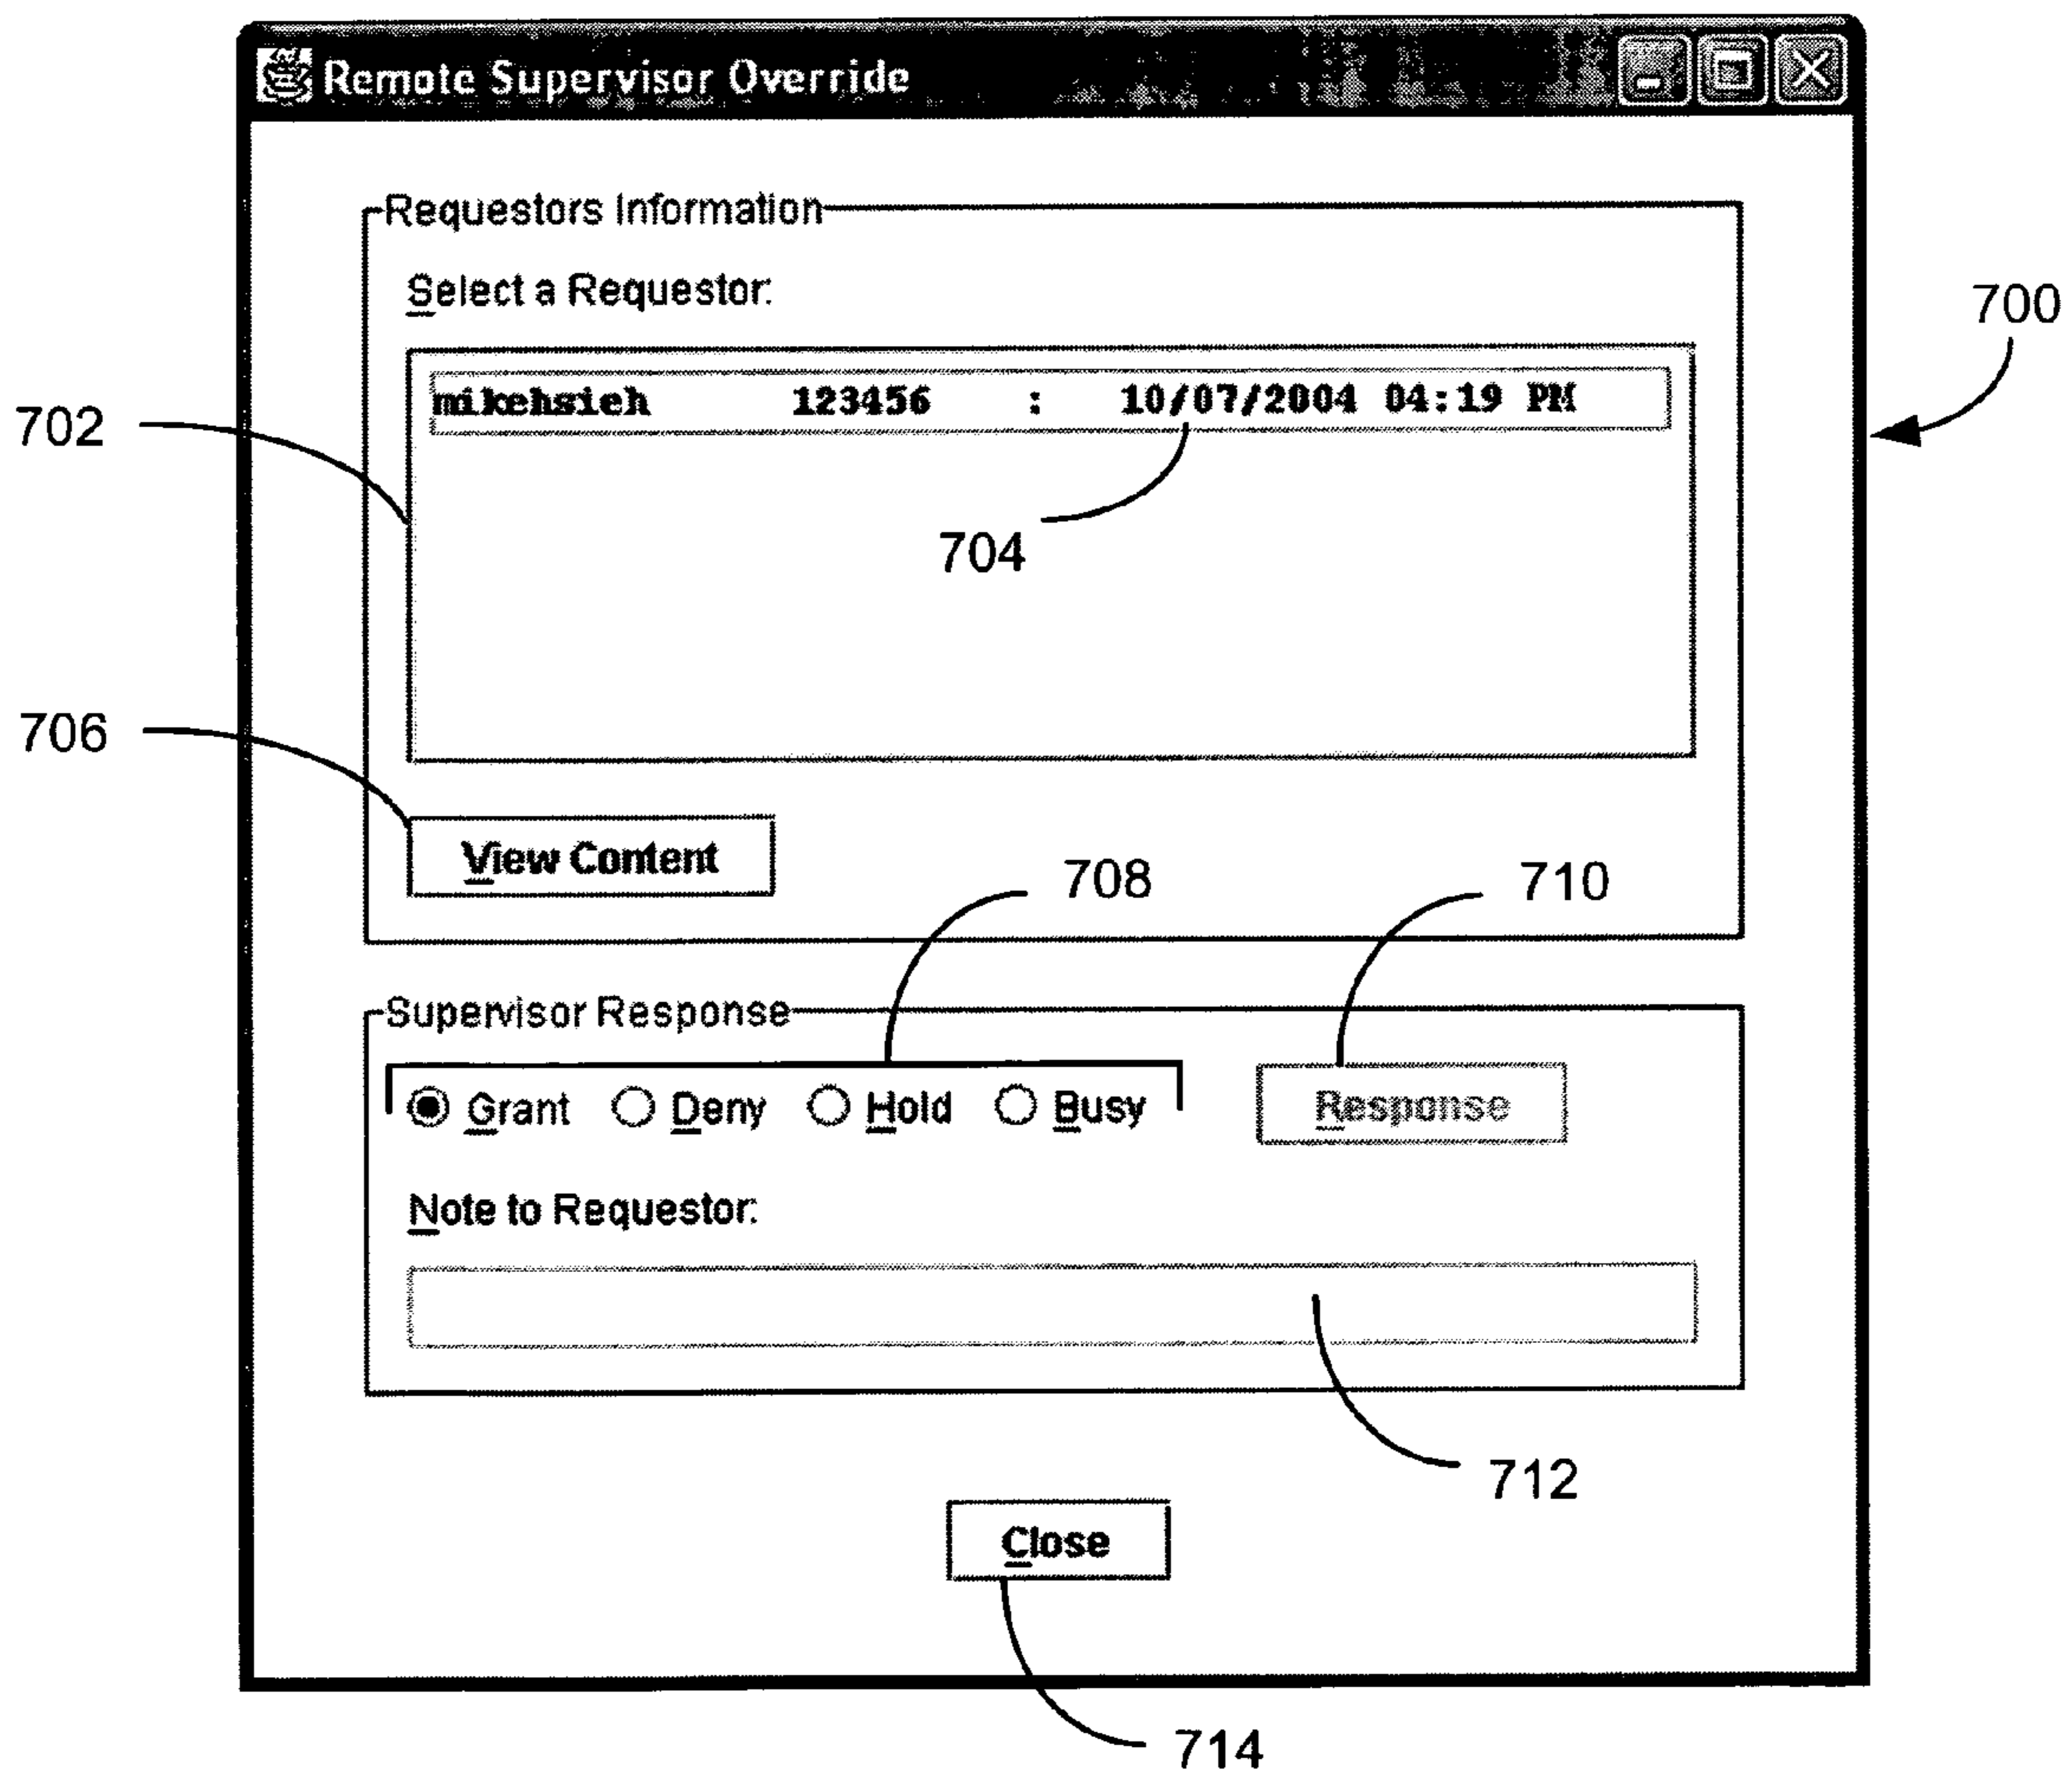 Remote Supervisor Override
Requestors Information
Select a Requestor:
700
mikehsieh 123456 : 10/07/2004 04:19 PM
702
704
706
View Content
708
710
Supervisor Response
Grant Deny Hold Busy Response
Note to Requestor:
712
Close
714